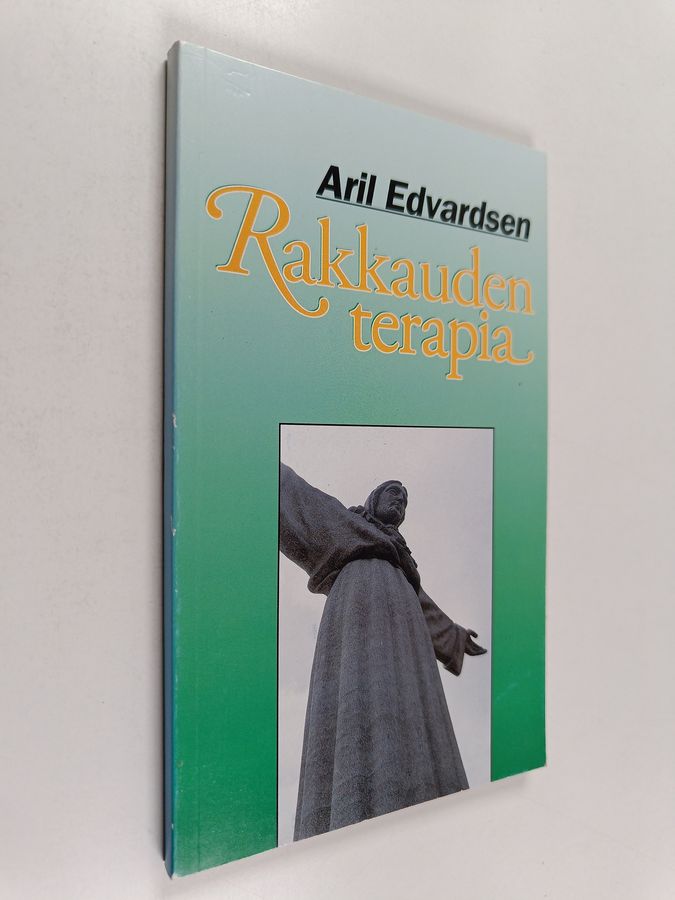 Aril Edvardsen
Rakkauden
terapia